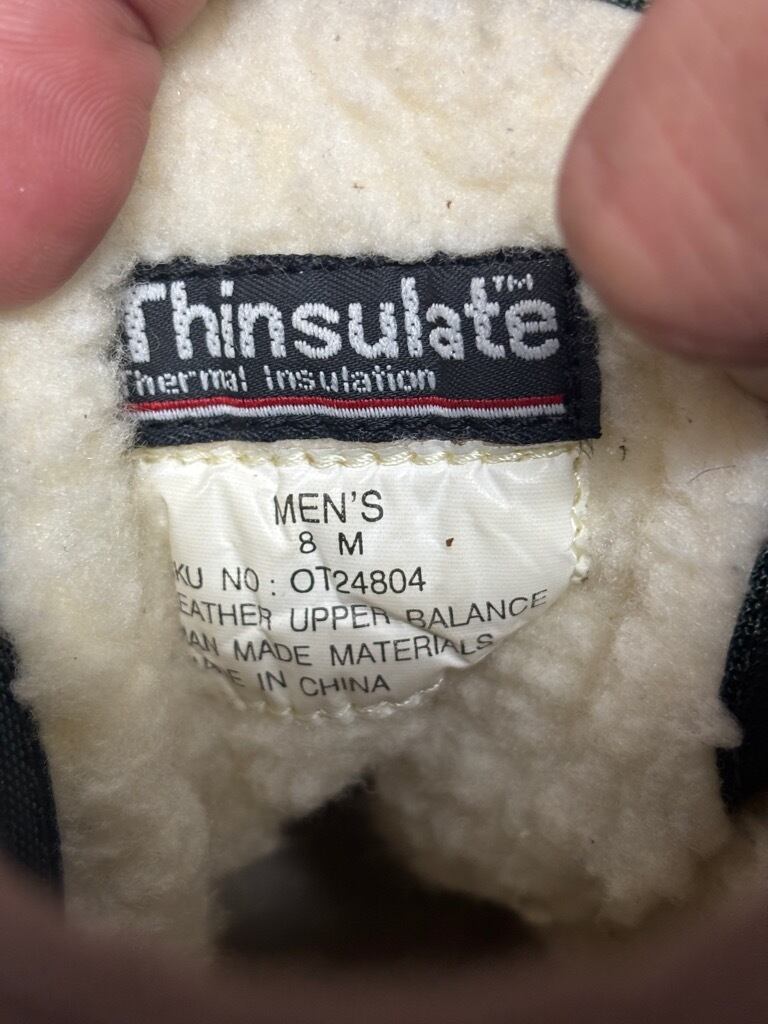 Thinsulate™
Thermal Insulation
MEN'S
8 M
KU NO : OT24804
EATHER UPPER BALANCE
AN MADE MATERIALS
E IN CHINA